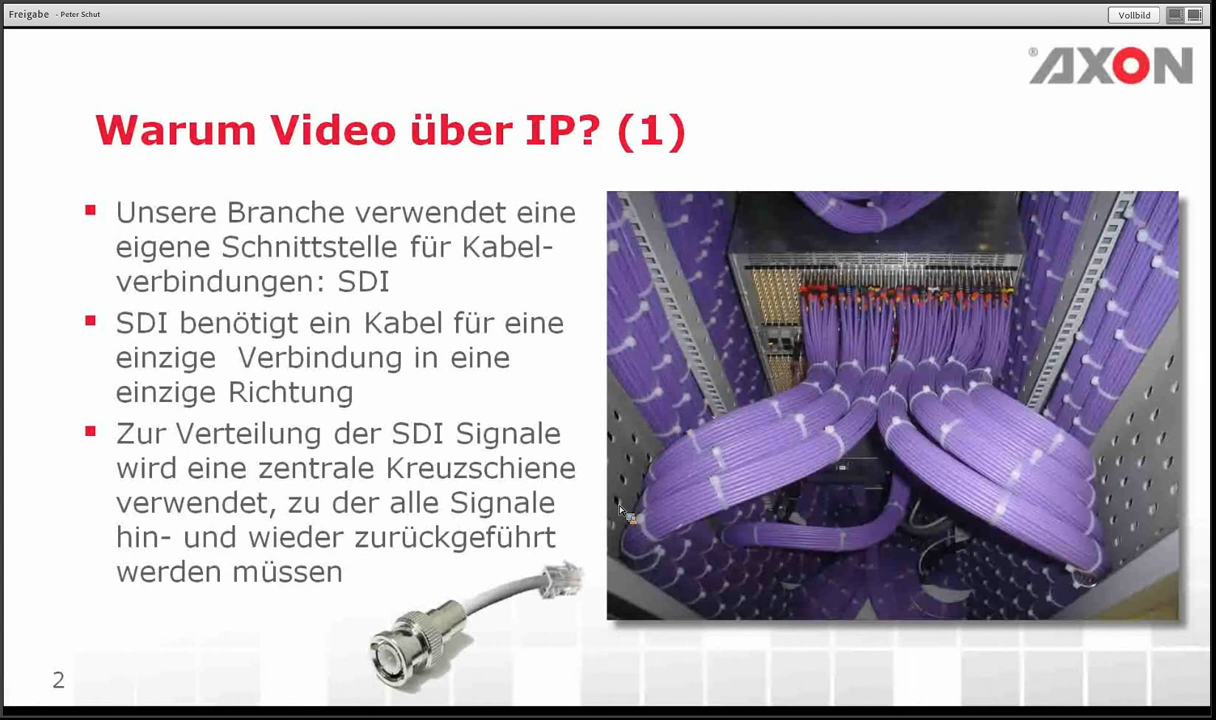 Freigabe - Peter Schut
Vollbild
®AXON
Warum Video über IP? (1)
Unsere Branche verwendet eine
eigene Schnittstelle für Kabel-
verbindungen: SDI
SDI benötigt ein Kabel für eine
einzige Verbindung in eine
einzige Richtung
Zur Verteilung der SDI Signale
wird eine zentrale Kreuzschiene
verwendet, zu der alle Signale
hin- und wieder zurückgeführt
werden müssen
2